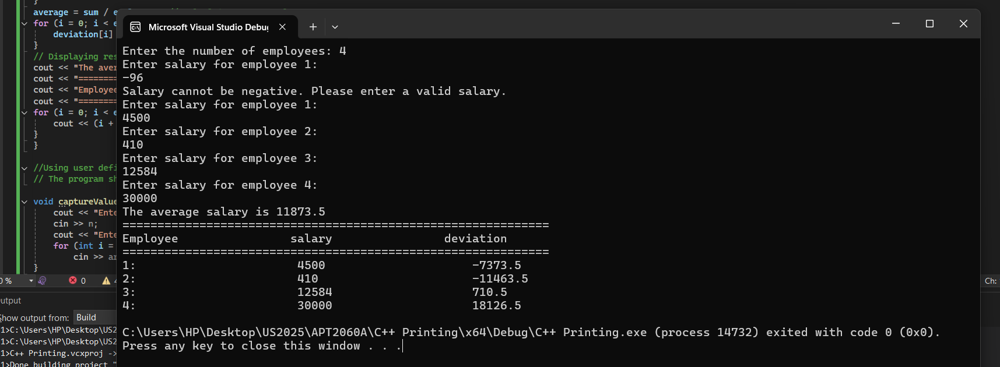 }
average = sum / e
for (i = 0; i < e
deviation[i]
}
// Displaying res
cout << "The aver
cout << "========
cout << "Employee
cout << "========
for (i = 0; i < e
cout << (i +
}
}
//Using user defi
// The program sh
void captureValue
cout << "Ente
cin >> n;
cout << "Ente
for (int i =
cin >> ar
}
0 %
0
4
utput
Show output from: Build
1>C:\Users\HP\Desktop\US2
1>C:\Users\HP\Desktop\US2
1>C++ Printing.vcxproj ->
1>Done building project "
Microsoft Visual Studio Debug
Enter the number of employees: 4
Enter salary for employee 1:
-96
Salary cannot be negative. Please enter a valid salary.
Enter salary for employee 1:
4500
Enter salary for employee 2:
410
Enter salary for employee 3:
12584
Enter salary for employee 4:
30000
The average salary is 11873.5
=============================================================
Employee salary deviation
=============================================================
1: 4500 -7373.5
2: 410 -11463.5
3: 12584 710.5
4: 30000 18126.5
C:\Users\HP\Desktop\US2025\APT2060A\C++ Printing\x64\Debug\C++ Printing.exe (process 14732) exited with code 0 (0x0).
Press any key to close this window . . .
Ch: